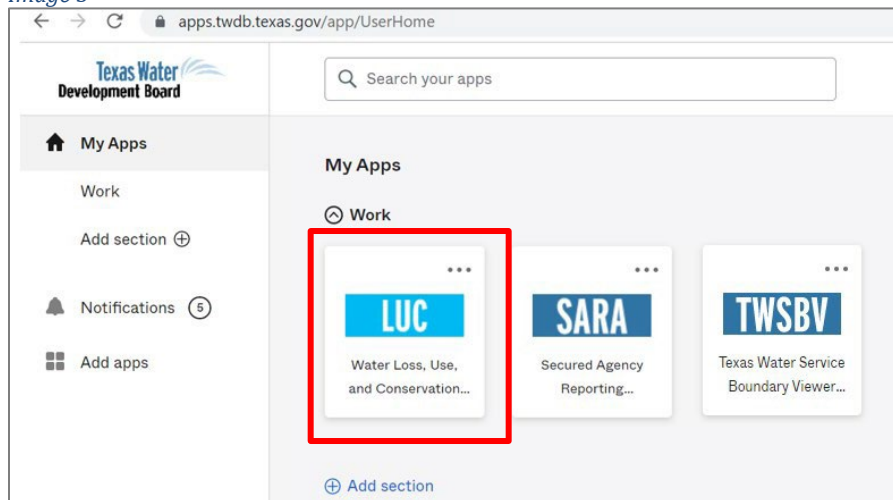 apps.twdb.texas.gov/app/UserHome
Texas Water
Development Board
Search your apps
My Apps
Work
Add section
Notifications 5
Add apps
My Apps
Work
LUC
Water Loss, Use,
and Conservation...
SARA
Secured Agency
Reporting...
TWSBV
Texas Water Service
Boundary Viewer...
Add section